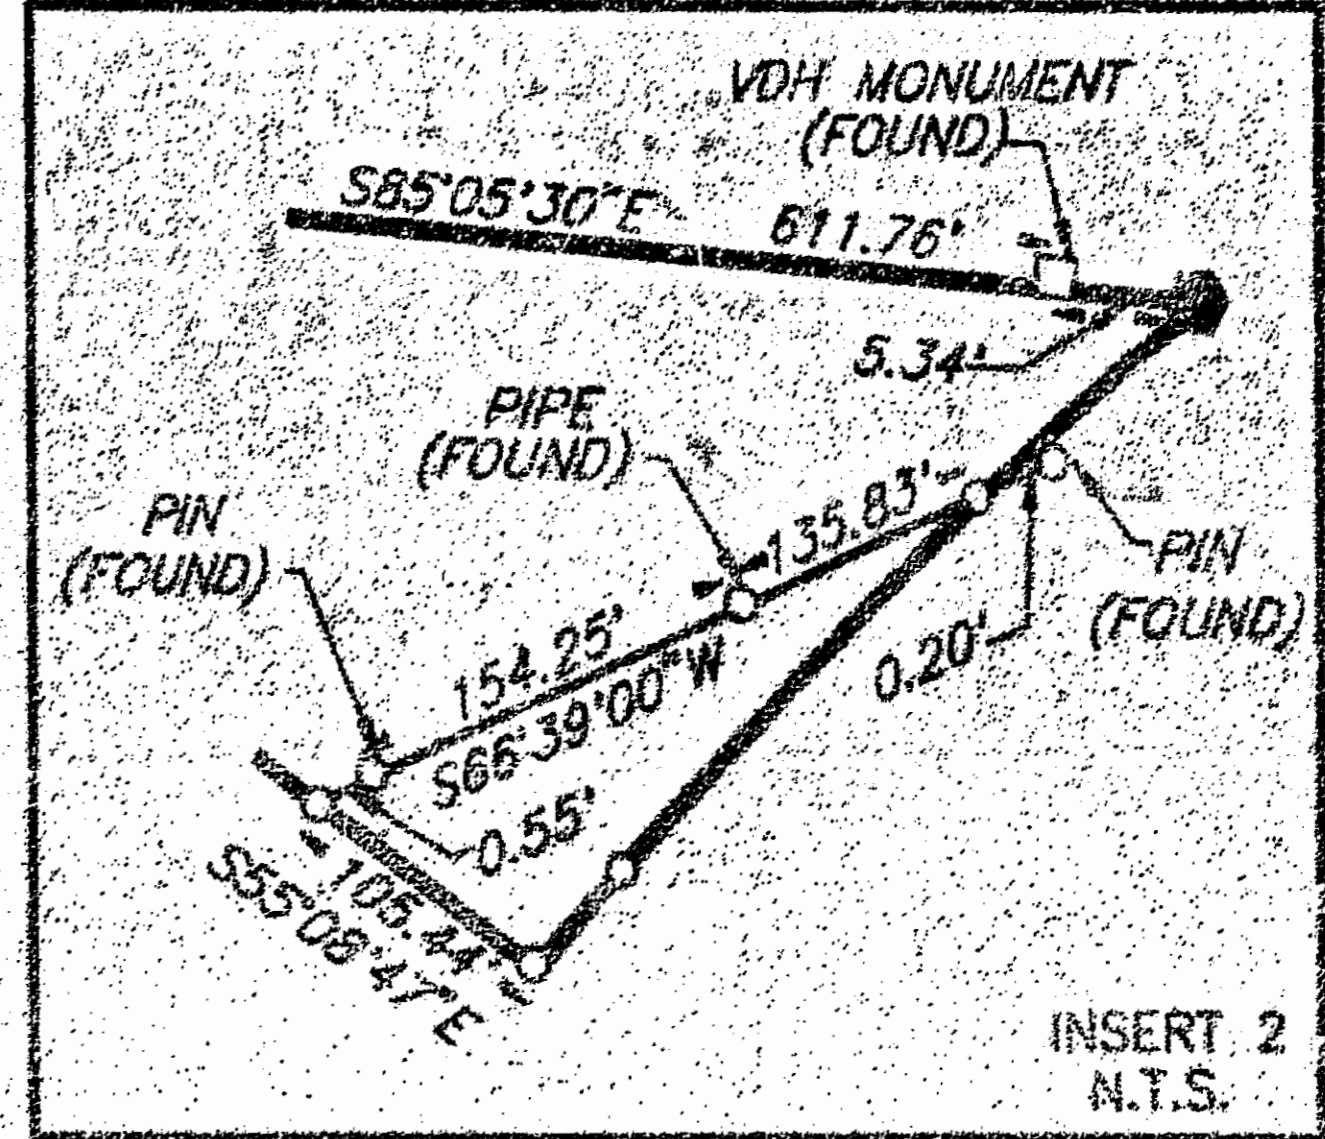 VDH MONUMENT
(FOUND)
S85°05'30"E
611.76'
5.34'
PIPE
(FOUND)
135.83'
PIN
(FOUND)
PIN
(FOUND)
0.20'
154.25'
S66°39'00"W
0.55'
105.44'
S55°08'47"E
INSERT 2
N.T.S.